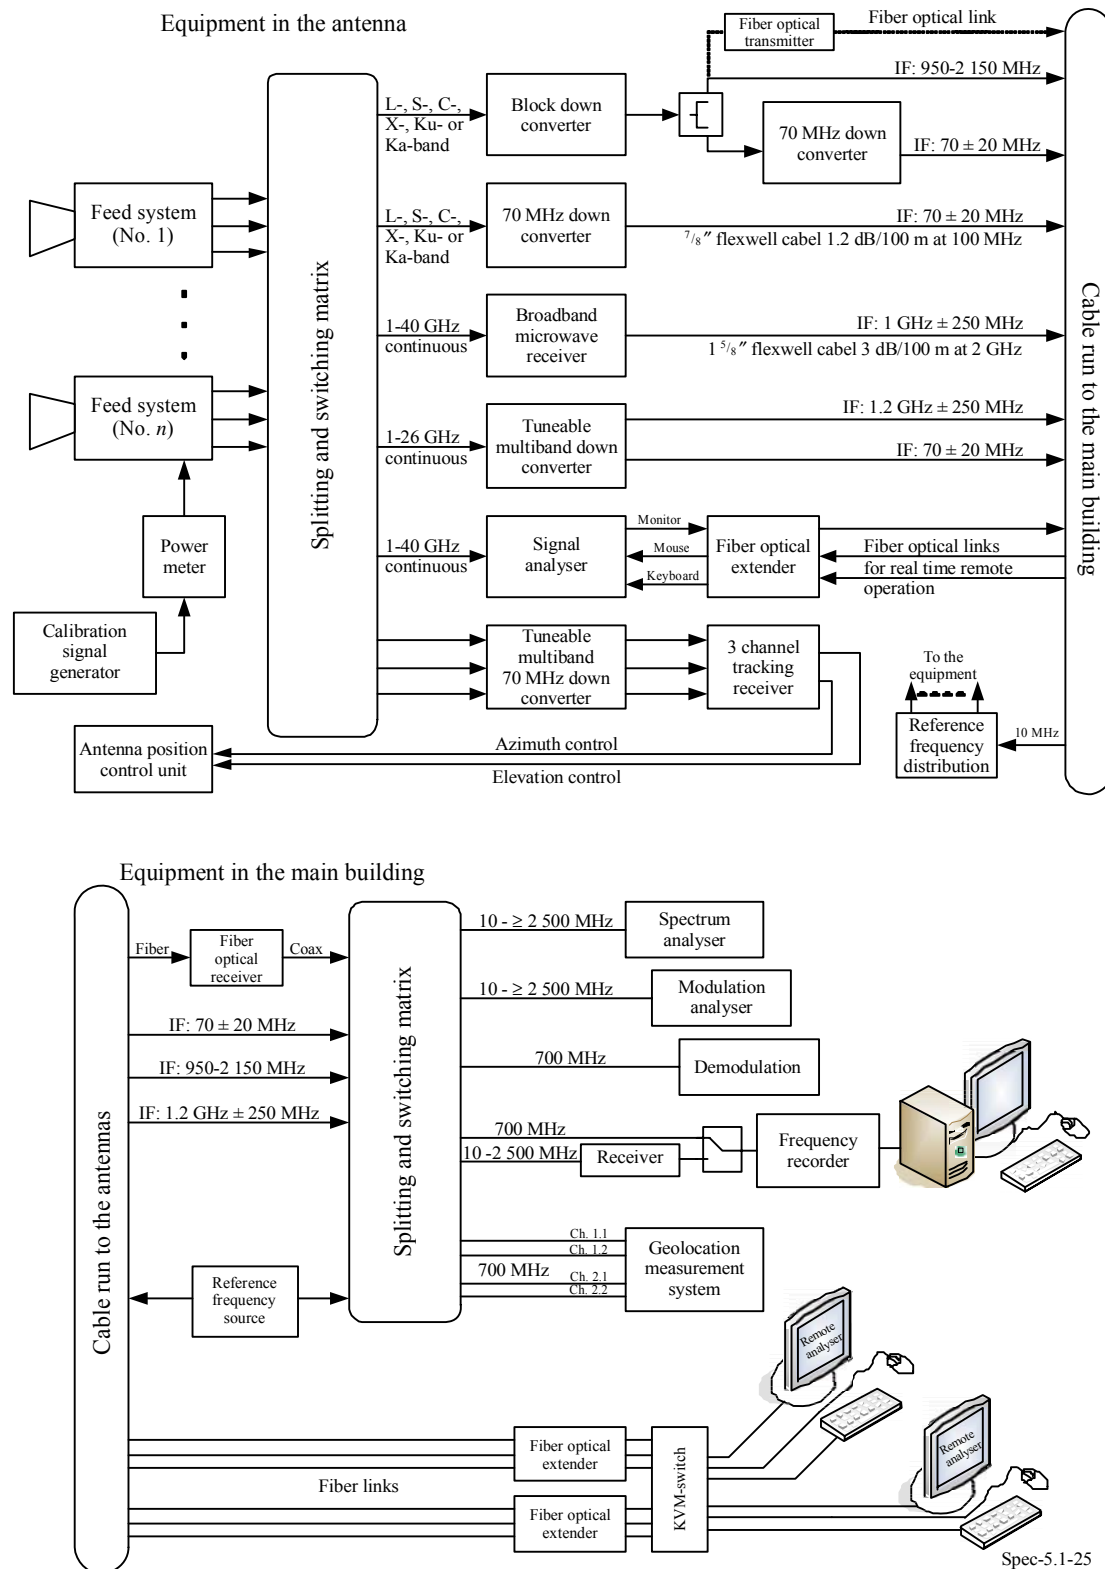 Equipment in the antenna
Fiber optical
transmitter
Fiber optical link
IF: 950-2 150 MHz
L-, S-, C-,
X-, Ku- or
Ka-band
Block down
converter
70 MHz down
converter
IF: 70 ± 20 MHz
Feed system
(No. 1)
L-, S-, C-,
X-, Ku- or
Ka-band
70 MHz down
converter
IF: 70 ± 20 MHz
7/8″ flexwell cabel 1.2 dB/100 m at 100 MHz
Splitting and switching matrix
Cable run to the main building
1-40 GHz
continuous
Broadband
microwave
receiver
IF: 1 GHz ± 250 MHz
1 5/8″ flexwell cabel 3 dB/100 m at 2 GHz
Feed system
(No. n)
1-26 GHz
continuous
Tuneable
multiband down
converter
IF: 1.2 GHz ± 250 MHz
IF: 70 ± 20 MHz
Power
meter
1-40 GHz
continuous
Signal
analyser
Monitor
Mouse
Keyboard
Fiber optical
extender
Fiber optical links
for real time remote
operation
Calibration
signal
generator
Tuneable
multiband
70 MHz down
converter
3 channel
tracking
receiver
To the
equipment
Antenna position
control unit
Azimuth control
Elevation control
Reference
frequency
distribution
10 MHz
Equipment in the main building
Cable run to the antennas
Fiber
Fiber
optical
receiver
Coax
Splitting and switching matrix
10 - ≥ 2 500 MHz
Spectrum
analyser
10 - ≥ 2 500 MHz
Modulation
analyser
IF: 70 ± 20 MHz
IF: 950-2 150 MHz
IF: 1.2 GHz ± 250 MHz
700 MHz
Demodulation
700 MHz
10 -2 500 MHz
Receiver
Frequency
recorder
Ch. 1.1
Ch. 1.2
700 MHz
Ch. 2.1
Ch. 2.2
Geolocation
measurement
system
Reference
frequency
source
Remote
analyser
Remote
analyser
Fiber optical
extender
Fiber links
Fiber optical
extender
KVM-switch
Spec-5.1-25